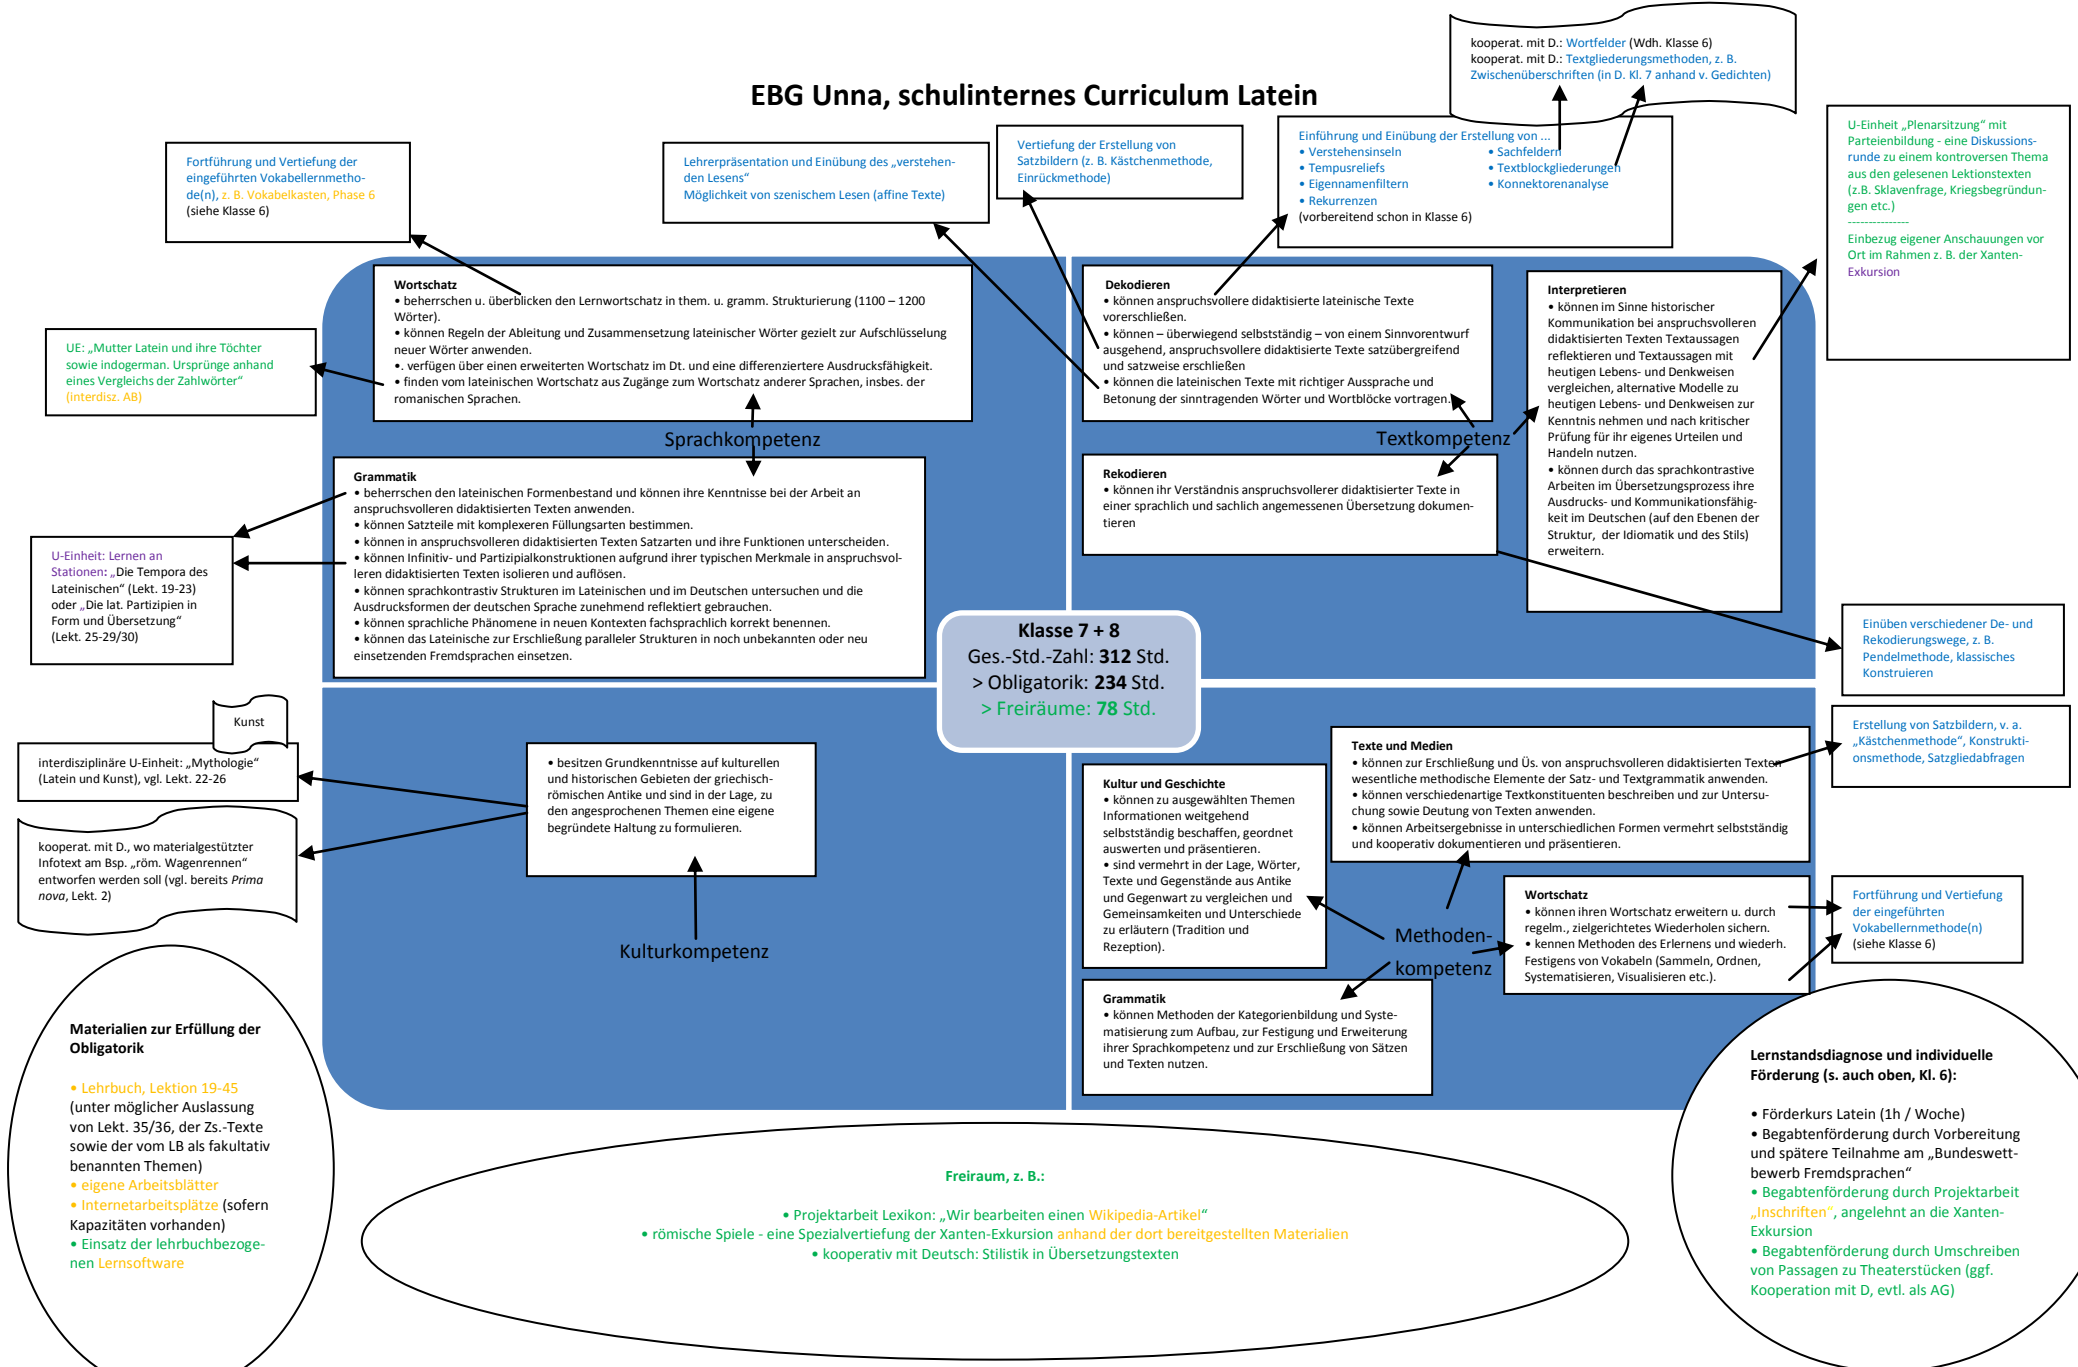 kooperat. mit D.: Wortfelder (Wdh. Klasse 6)
kooperat. mit D.: Textgliederungsmethoden, z. B.
Zwischenüberschriften (in D. Kl. 7 anhand v. Gedichten)
EBG Unna, schulinternes Curriculum Latein
Fortführung und Vertiefung der
eingeführten Vokabellernmetho-
de(n), z. B. Vokabelkasten, Phase 6
(siehe Klasse 6)
Lehrerpräsentation und Einübung des „verstehen-
den Lesens“
Möglichkeit von szenischem Lesen (affine Texte)
Vertiefung der Erstellung von
Satzbildern (z. B. Kästchenmethode,
Einrückmethode)
Einführung und Einübung der Erstellung von ...
• Verstehensinseln
• Tempusreliefs
• Eigennamenfiltern
• Rekurrenzen
(vorbereitend schon in Klasse 6)
• Sachfeldern
• Textblockgliederungen
• Konnektorenanalyse
U-Einheit „Plenarsitzung“ mit
Parteienbildung - eine Diskussions-
runde zu einem kontroversen Thema
aus den gelesenen Lektionstexten
(z.B. Sklavenfrage, Kriegsbegründun-
gen etc.)
---------------
Einbezug eigener Anschauungen vor
Ort im Rahmen z. B. der Xanten-
Exkursion
UE: „Mutter Latein und ihre Töchter
sowie indogerman. Ursprünge anhand
eines Vergleichs der Zahlwörter“
(interdisz. AB)
Wortschatz
• beherrschen u. überblicken den Lernwortschatz in them. u. gramm. Strukturierung (1100 – 1200
Wörter).
• können Regeln der Ableitung und Zusammensetzung lateinischer Wörter gezielt zur Aufschlüsselung
neuer Wörter anwenden.
•. verfügen über einen erweiterten Wortschatz im Dt. und eine differenziertere Ausdrucksfähigkeit.
• finden vom lateinischen Wortschatz aus Zugänge zum Wortschatz anderer Sprachen, insbes. der
romanischen Sprachen.
Sprachkompetenz
Grammatik
• beherrschen den lateinischen Formenbestand und können ihre Kenntnisse bei der Arbeit an
anspruchsvolleren didaktisierten Texten anwenden.
• können Satzteile mit komplexeren Füllungsarten bestimmen.
• können in anspruchsvolleren didaktisierten Texten Satzarten und ihre Funktionen unterscheiden.
• können Infinitiv- und Partizipialkonstruktionen aufgrund ihrer typischen Merkmale in anspruchsvol-
leren didaktisierten Texten isolieren und auflösen.
• können sprachkontrastiv Strukturen im Lateinischen und im Deutschen untersuchen und die
Ausdrucksformen der deutschen Sprache zunehmend reflektiert gebrauchen.
• können sprachliche Phänomene in neuen Kontexten fachsprachlich korrekt benennen.
• können das Lateinische zur Erschließung paralleler Strukturen in noch unbekannten oder neu
einsetzenden Fremdsprachen einsetzen.
U-Einheit: Lernen an
Stationen: „Die Tempora des
Lateinischen“ (Lekt. 19-23)
oder „Die lat. Partizipien in
Form und Übersetzung“
(Lekt. 25-29/30)
Dekodieren
• können anspruchsvollere didaktisierte lateinische Texte
vorerschließen.
• können – überwiegend selbstständig – von einem Sinnvorentwurf
ausgehend, anspruchsvollere didaktisierte Texte satzübergreifend
und satzweise erschließen
• können die lateinischen Texte mit richtiger Aussprache und
Betonung der sinntragenden Wörter und Wortblöcke vortragen.
Textkompetenz
Rekodieren
• können ihr Verständnis anspruchsvollerer didaktisierter Texte in
einer sprachlich und sachlich angemessenen Übersetzung dokumen-
tieren
Interpretieren
• können im Sinne historischer
Kommunikation bei anspruchsvolleren
didaktisierten Texten Textaussagen
reflektieren und Textaussagen mit
heutigen Lebens- und Denkweisen
vergleichen, alternative Modelle zu
heutigen Lebens- und Denkweisen zur
Kenntnis nehmen und nach kritischer
Prüfung für ihr eigenes Urteilen und
Handeln nutzen.
• können durch das sprachkontrastive
Arbeiten im Übersetzungsprozess ihre
Ausdrucks- und Kommunikationsfähig-
keit im Deutschen (auf den Ebenen der
Struktur, der Idiomatik und des Stils)
erweitern.
Einüben verschiedener De- und
Rekodierungswege, z. B.
Pendelmethode, klassisches
Konstruieren
Klasse 7 + 8
Ges.-Std.-Zahl: 312 Std.
> Obligatorik: 234 Std.
> Freiräume: 78 Std.
Kunst
interdisziplinäre U-Einheit: „Mythologie“
(Latein und Kunst), vgl. Lekt. 22-26
kooperat. mit D., wo materialgestützter
Infotext am Bsp. „röm. Wagenrennen“
entworfen werden soll (vgl. bereits Prima
nova, Lekt. 2)
• besitzen Grundkenntnisse auf kulturellen
und historischen Gebieten der griechisch-
römischen Antike und sind in der Lage, zu
den angesprochenen Themen eine eigene
begründete Haltung zu formulieren.
Kulturkompetenz
Kultur und Geschichte
• können zu ausgewählten Themen
Informationen weitgehend
selbstständig beschaffen, geordnet
auswerten und präsentieren.
• sind vermehrt in der Lage, Wörter,
Texte und Gegenstände aus Antike
und Gegenwart zu vergleichen und
Gemeinsamkeiten und Unterschiede
zu erläutern (Tradition und
Rezeption).
Texte und Medien
• können zur Erschließung und Üs. von anspruchsvolleren didaktisierten Texten
wesentliche methodische Elemente der Satz- und Textgrammatik anwenden.
• können verschiedenartige Textkonstituenten beschreiben und zur Untersu-
chung sowie Deutung von Texten anwenden.
• können Arbeitsergebnisse in unterschiedlichen Formen vermehrt selbstständig
und kooperativ dokumentieren und präsentieren.
Erstellung von Satzbildern, v. a.
„Kästchenmethode“, Konstrukti-
onsmethode, Satzgliedabfragen
Methoden-
kompetenz
Wortschatz
• können ihren Wortschatz erweitern u. durch
regelm., zielgerichtetes Wiederholen sichern.
• kennen Methoden des Erlernens und wiederh.
Festigens von Vokabeln (Sammeln, Ordnen,
Systematisieren, Visualisieren etc.).
Fortführung und Vertiefung
der eingeführten
Vokabellernmethode(n)
(siehe Klasse 6)
Grammatik
• können Methoden der Kategorienbildung und Syste-
matisierung zum Aufbau, zur Festigung und Erweiterung
ihrer Sprachkompetenz und zur Erschließung von Sätzen
und Texten nutzen.
Materialien zur Erfüllung der
Obligatorik
• Lehrbuch, Lektion 19-45
(unter möglicher Auslassung
von Lekt. 35/36, der Zs.-Texte
sowie der vom LB als fakultativ
benannten Themen)
• eigene Arbeitsblätter
• Internetarbeitsplätze (sofern
Kapazitäten vorhanden)
• Einsatz der lehrbuchbezoge-
nen Lernsoftware
Freiraum, z. B.:
• Projektarbeit Lexikon: „Wir bearbeiten einen Wikipedia-Artikel“
• römische Spiele - eine Spezialvertiefung der Xanten-Exkursion anhand der dort bereitgestellten Materialien
• kooperativ mit Deutsch: Stilistik in Übersetzungstexten
Lernstandsdiagnose und individuelle
Förderung (s. auch oben, Kl. 6):
• Förderkurs Latein (1h / Woche)
• Begabtenförderung durch Vorbereitung
und spätere Teilnahme am „Bundeswett-
bewerb Fremdsprachen“
• Begabtenförderung durch Projektarbeit
„Inschriften“, angelehnt an die Xanten-
Exkursion
• Begabtenförderung durch Umschreiben
von Passagen zu Theaterstücken (ggf.
Kooperation mit D, evtl. als AG)